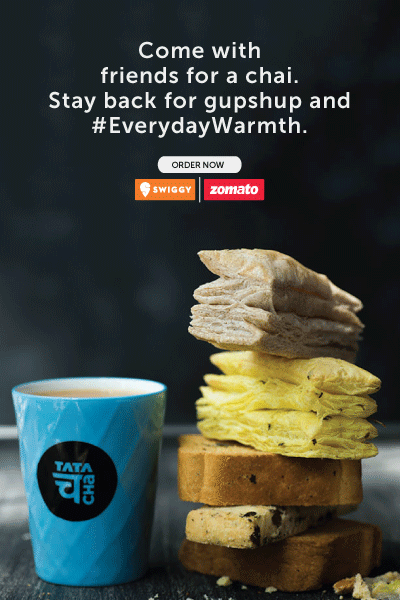 Come with
friends for a chai.
Stay back for gupshup and
#EverydayWarmth.
ORDER NOW
SWIGGY
zomato
TATA
च
CHA